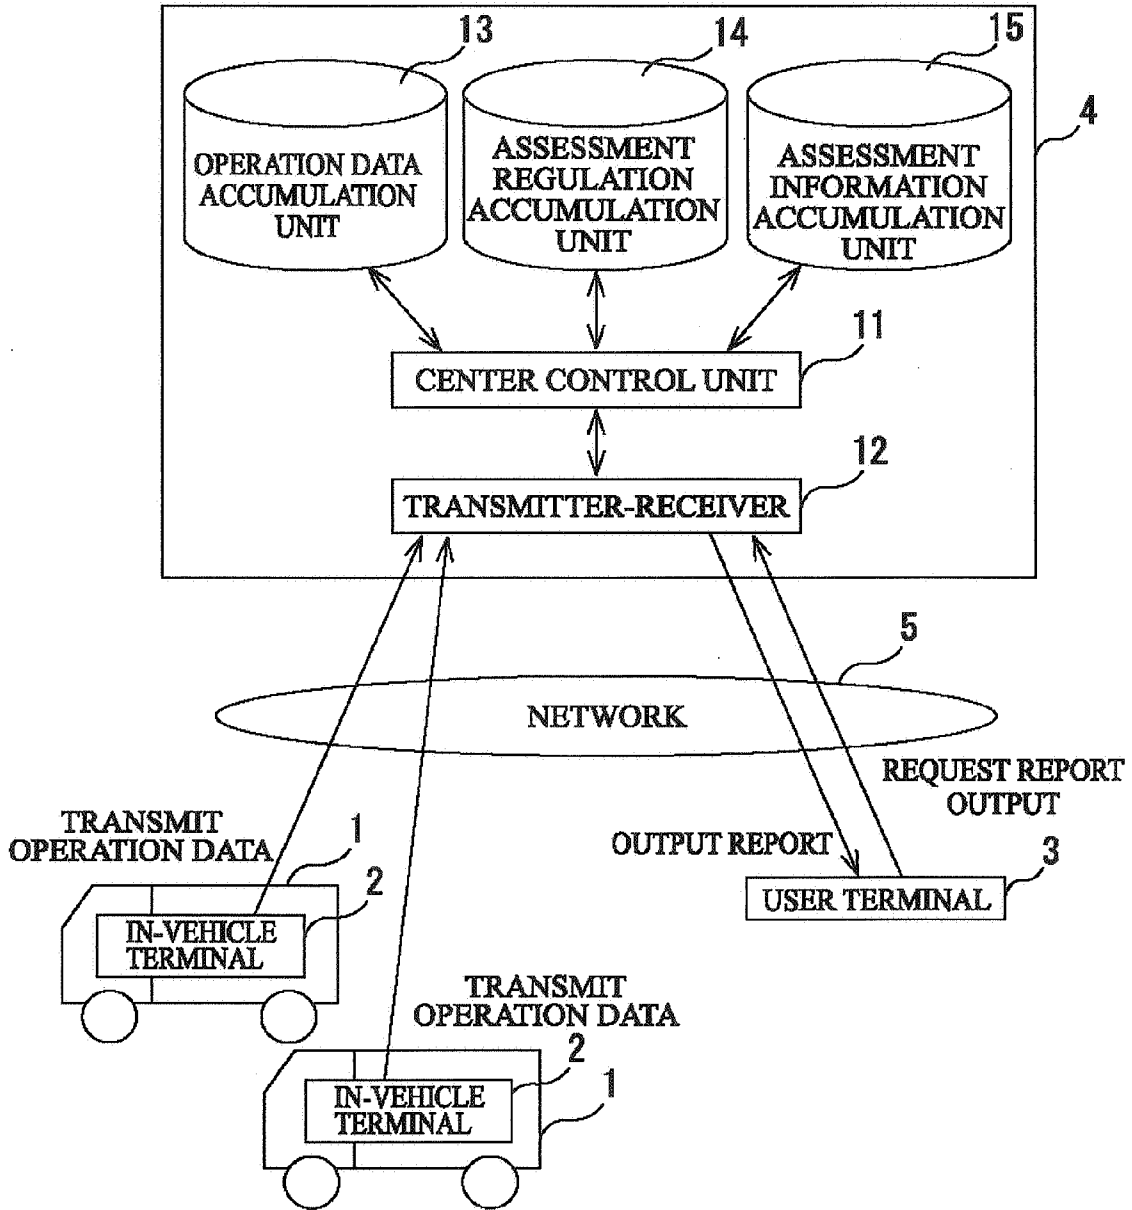 13
14
15
4
OPERATION DATA
ACCUMULATION
UNIT
ASSESSMENT
REGULATION
ACCUMULATION
UNIT
ASSESSMENT
INFORMATION
ACCUMULATION
UNIT
11
CENTER CONTROL UNIT
12
TRANSMITTER-RECEIVER
5
NETWORK
REQUEST REPORT
OUTPUT
OUTPUT REPORT
3
USER TERMINAL
TRANSMIT
OPERATION DATA
1
2
IN-VEHICLE
TERMINAL
TRANSMIT
OPERATION DATA
2
1
IN-VEHICLE
TERMINAL